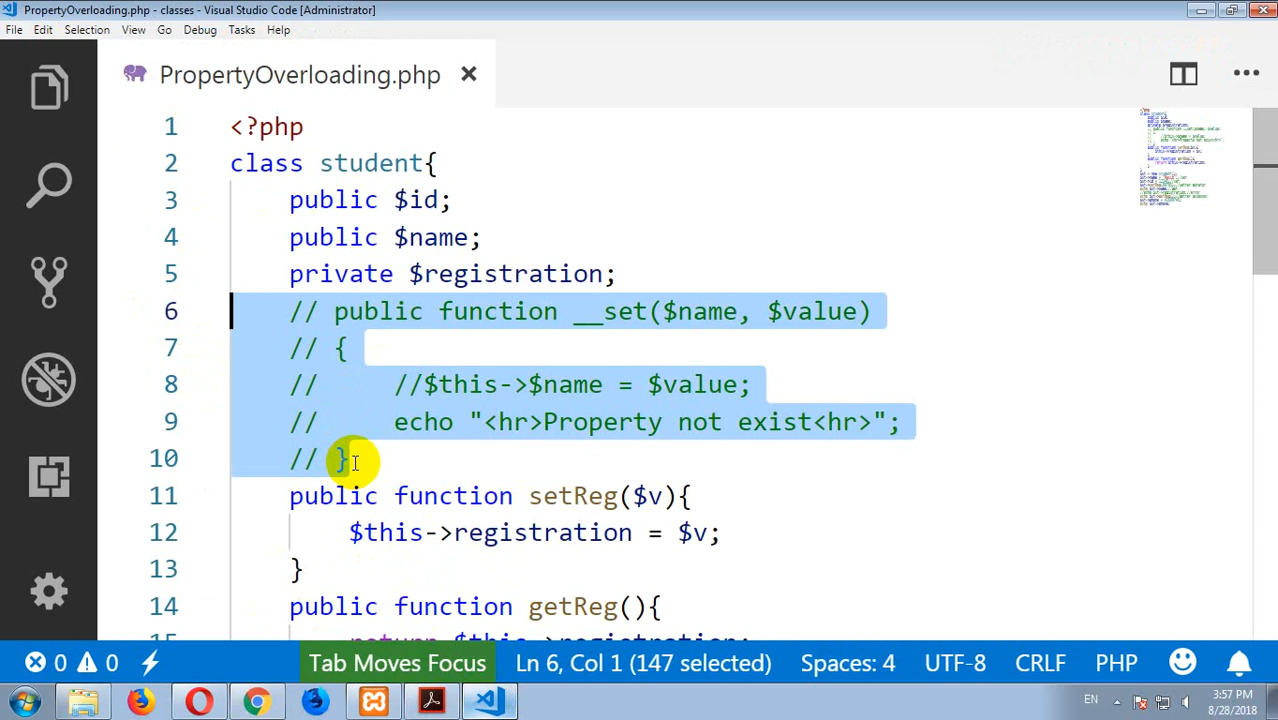 PropertyOverloading.php - classes - Visual Studio Code [Administrator]
File Edit Selection View Go Debug Tasks Help
PropertyOverloading.php
1 <?php
2 class student{
3 public $id;
4 public $name;
5 private $registration;
6 // public function __set($name, $value)
7 // {
8 // //$this->$name = $value;
9 // echo "<hr>Property not exist<hr>";
10 // }
11 public function setReg($v){
12 $this->registration = $v;
13 }
14 public function getReg(){
15 return $this->registration;
0 0 Tab Moves Focus Ln 6, Col 1 (147 selected) Spaces: 4 UTF-8 CRLF PHP
EN 3:57 PM
8/28/2018